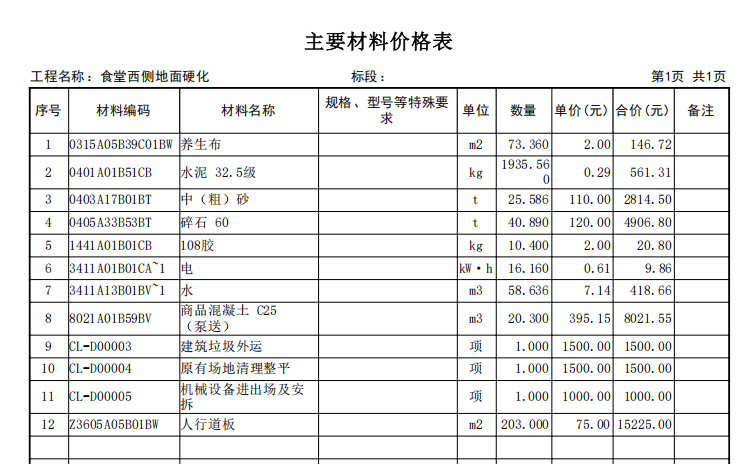 主要材料价格表
工程名称：食堂西侧地面硬化 标段： 第1页 共1页
序号 材料编码 材料名称 规格、型号等特殊要求 单位 数量 单价(元) 合价(元) 备注
1 0315A05B39C01BW 养生布 m2 73.360 2.00 146.72
2 0401A01B51CB 水泥 32.5级 kg 1935.560 0.29 561.31
3 0403A17B01BT 中（粗）砂 t 25.586 110.00 2814.50
4 0405A33B53BT 碎石 60 t 40.890 120.00 4906.80
5 1441A01B01CB 108胶 kg 10.400 2.00 20.80
6 3411A01B01CA~1 电 kW·h 16.160 0.61 9.86
7 3411A13B01BV~1 水 m3 58.636 7.14 418.66
8 8021A01B59BV 商品混凝土 C25（泵送） m3 20.300 395.15 8021.55
9 CL-D00003 建筑垃圾外运 项 1.000 1500.00 1500.00
10 CL-D00004 原有场地清理整平 项 1.000 1500.00 1500.00
11 CL-D00005 机械设备进出场及安拆 项 1.000 1000.00 1000.00
12 Z3605A05B01BW 人行道板 m2 203.000 75.00 15225.00